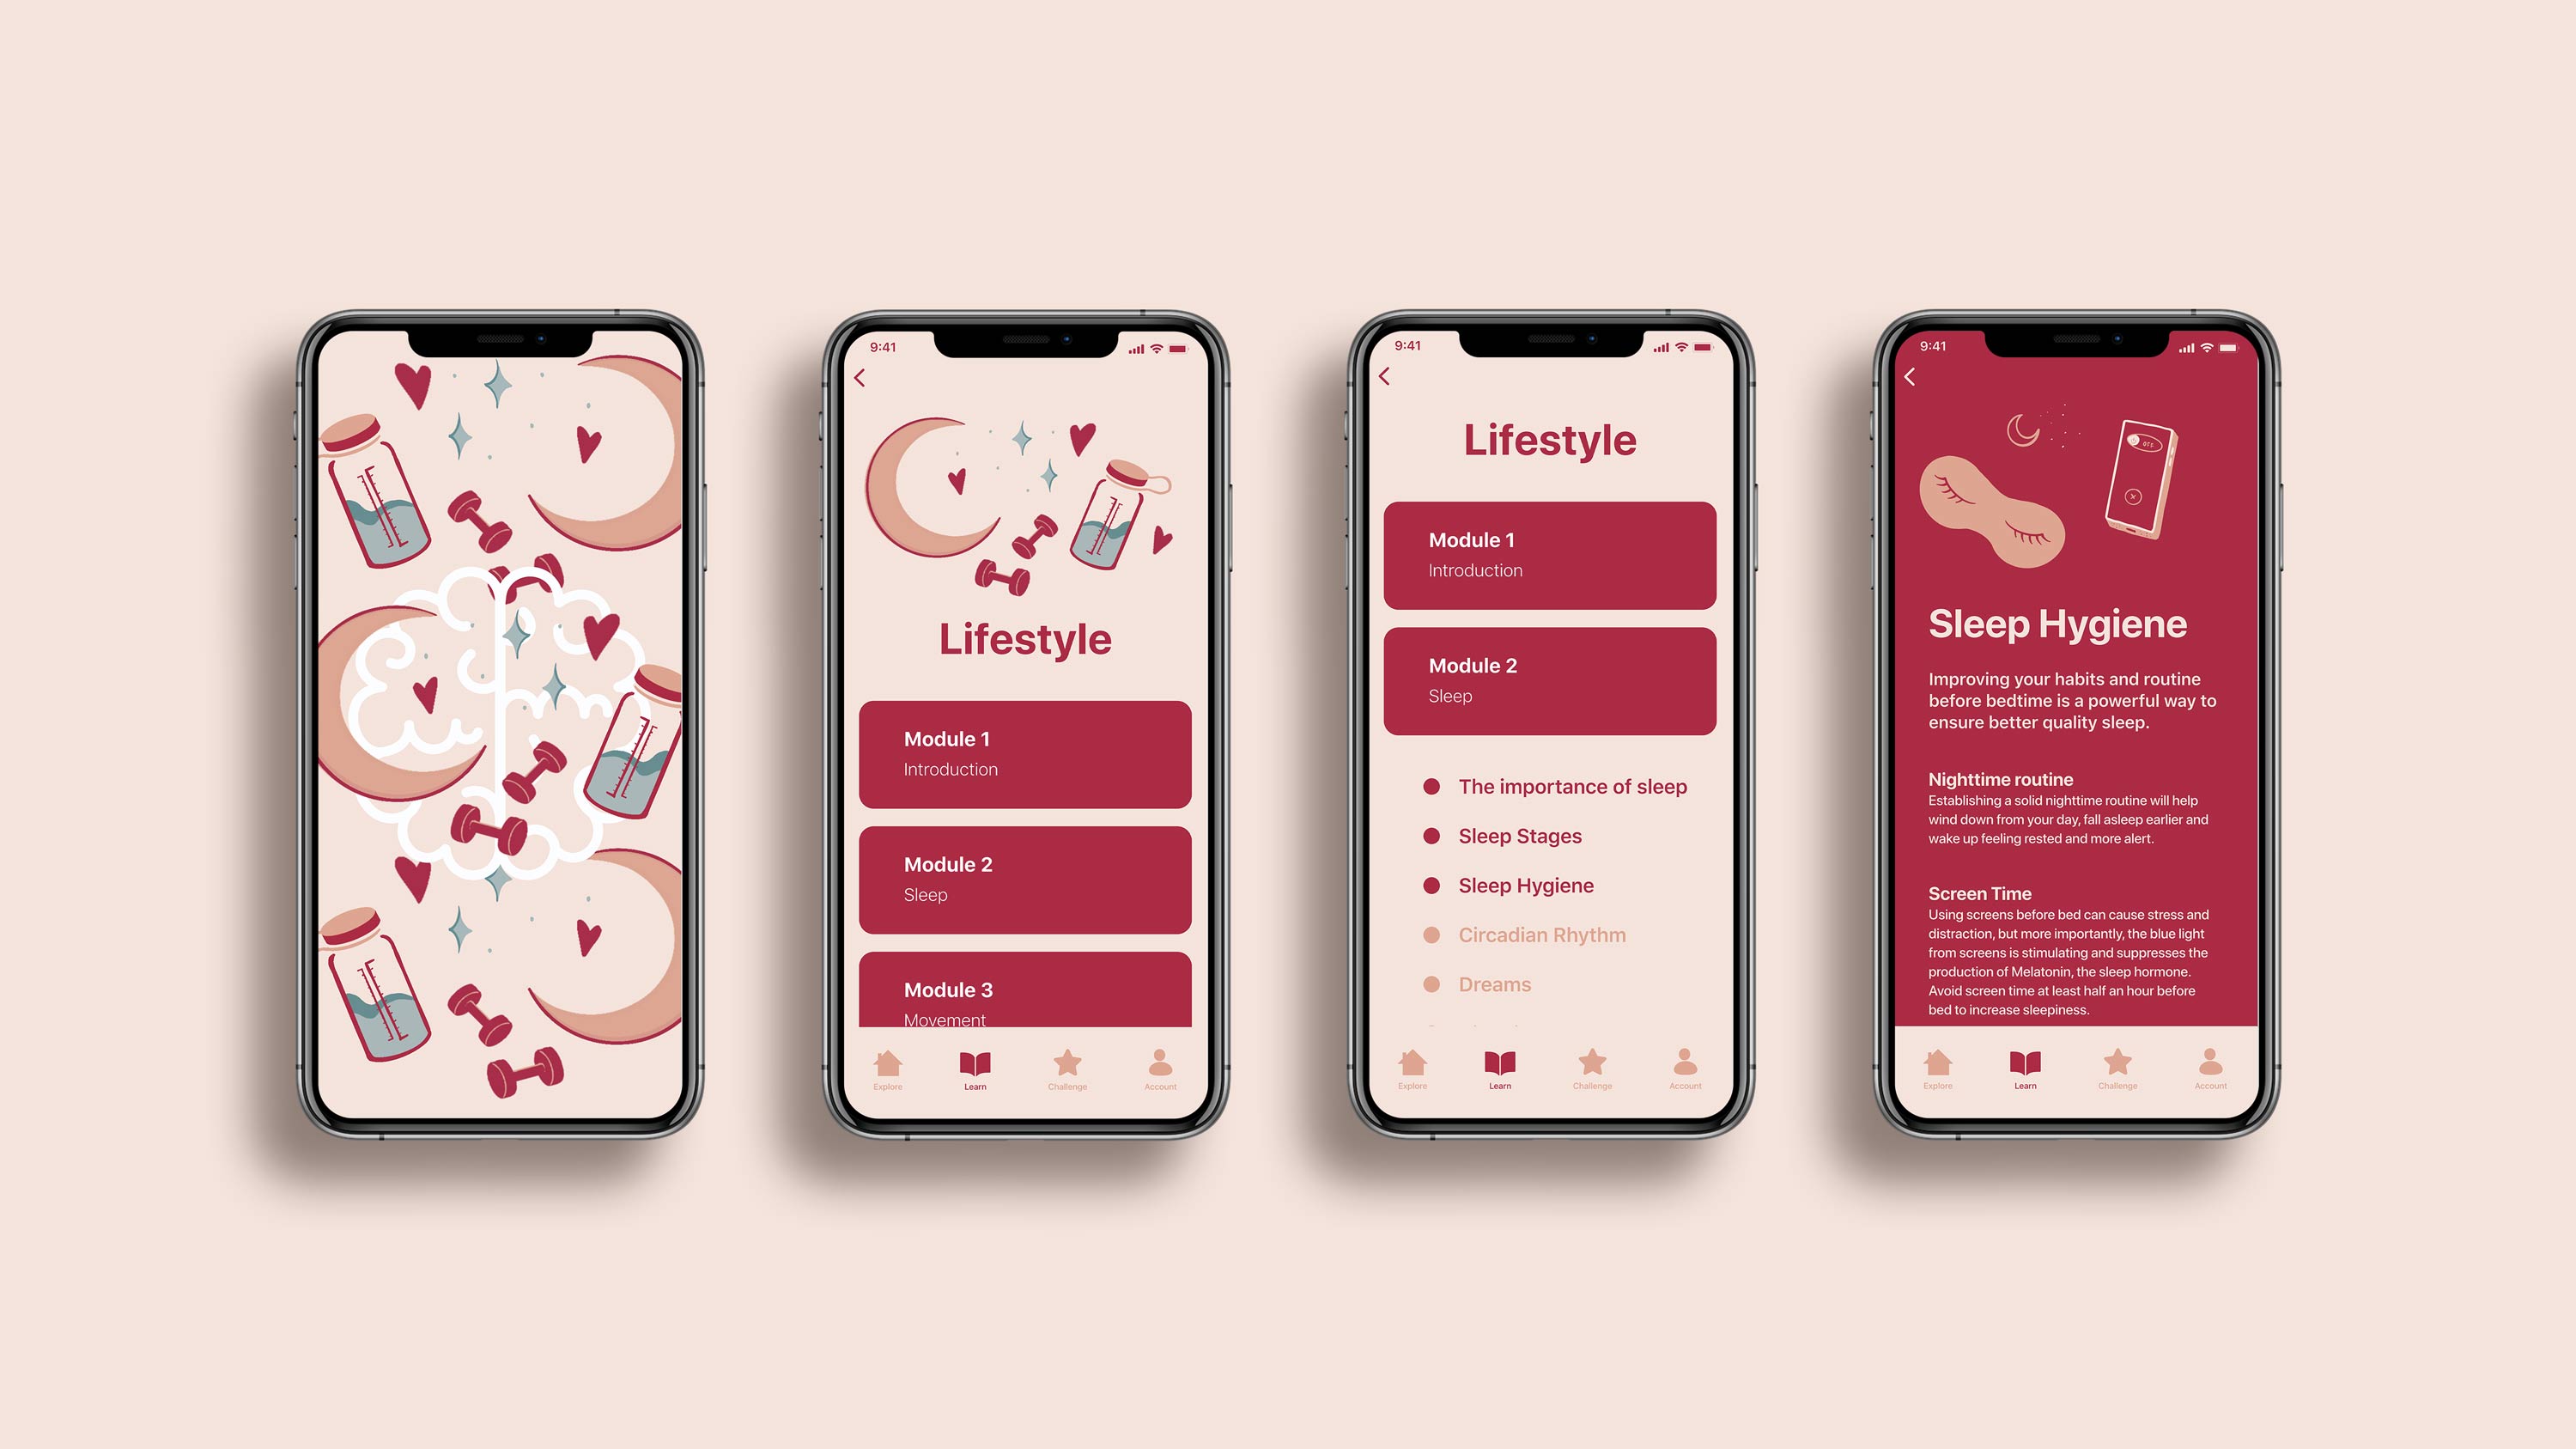 9:41
Lifestyle
Module 1
Introduction
Module 2
Sleep
Module 3
Movement
Explore
Learn
Challenge
Account
9:41
Lifestyle
Module 1
Introduction
Module 2
Sleep
The importance of sleep
Sleep Stages
Sleep Hygiene
Circadian Rhythm
Dreams
Explore
Learn
Challenge
Account
9:41
OFF
Sleep Hygiene
Improving your habits and routine
before bedtime is a powerful way to
ensure better quality sleep.
Nighttime routine
Establishing a solid nighttime routine will help
wind down from your day, fall asleep earlier and
wake up feeling rested and more alert.
Screen Time
Using screens before bed can cause stress and
distraction, but more importantly, the blue light
from screens is stimulating and suppresses the
production of Melatonin, the sleep hormone.
Avoid screen time at least half an hour before
bed to increase sleepiness.
Explore
Learn
Challenge
Account